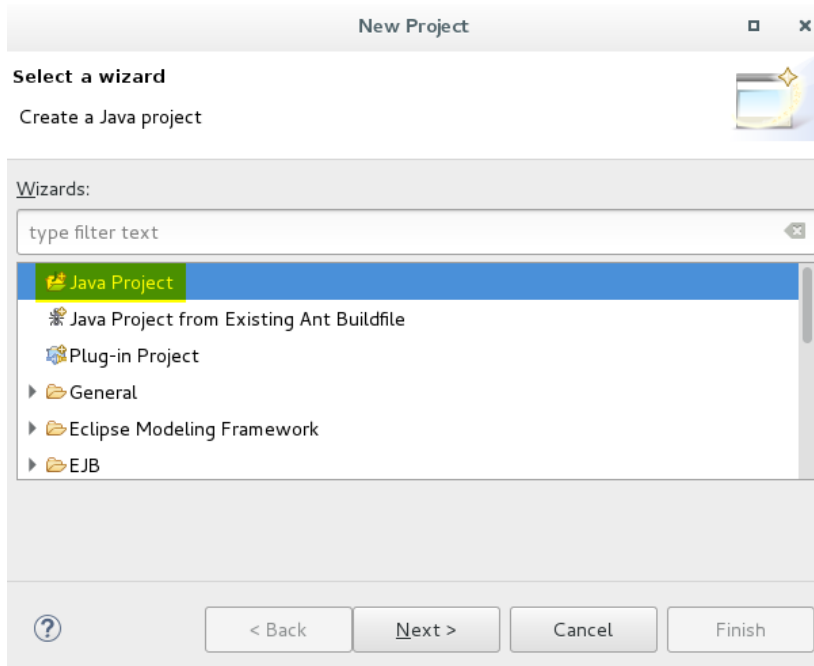 New Project
Select a wizard
Create a Java project
Wizards:
type filter text
Java Project
Java Project from Existing Ant Buildfile
Plug-in Project
General
Eclipse Modeling Framework
EJB
? < Back Next > Cancel Finish